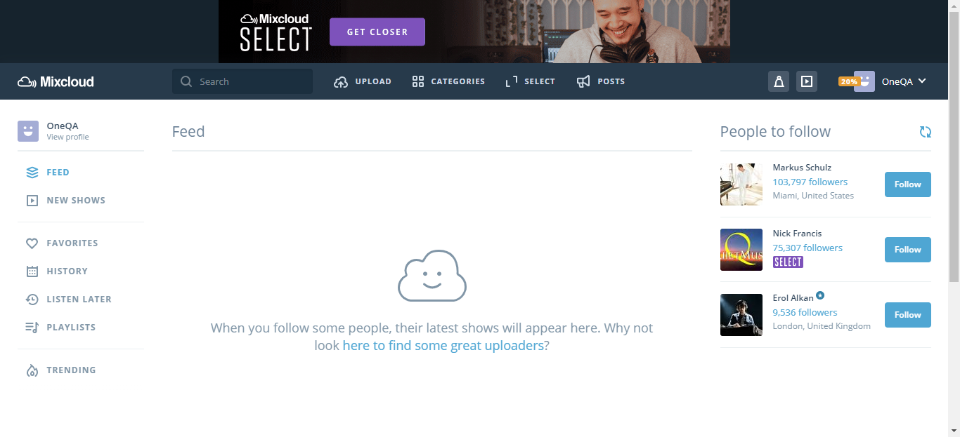 Mixcloud
SELECT
GET CLOSER
Mixcloud
Search
UPLOAD
CATEGORIES
SELECT
POSTS
20%
OneQA
OneQA
View profile
FEED
NEW SHOWS
FAVORITES
HISTORY
LISTEN LATER
PLAYLISTS
TRENDING
Feed
When you follow some people, their latest shows will appear here. Why not
look here to find some great uploaders?
People to follow
Markus Schulz
103,797 followers
Miami, United States
Follow
Nick Francis
75,307 followers
SELECT
Follow
Erol Alkan
9,536 followers
London, United Kingdom
Follow